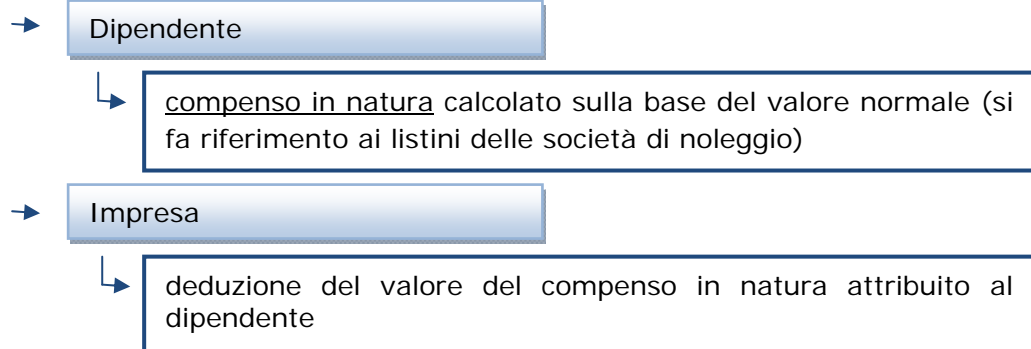 Dipendente
compenso in natura calcolato sulla base del valore normale (si
fa riferimento ai listini delle società di noleggio)
Impresa
deduzione del valore del compenso in natura attribuito al
dipendente